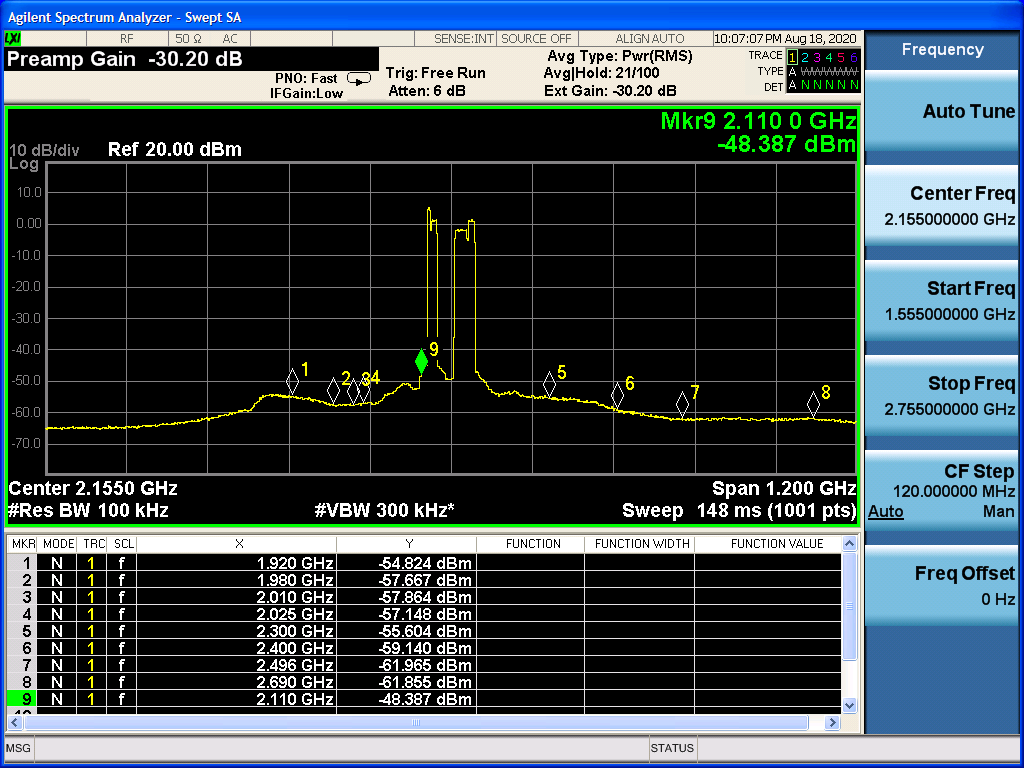 Agilent Spectrum Analyzer - Swept SA
LXI RF 50 Ω AC SENSE:INT SOURCE OFF ALIGN AUTO 10:07:07 PM Aug 18, 2020
Preamp Gain -30.20 dB
PNO: Fast
IFGain:Low
Trig: Free Run
Atten: 6 dB
Avg Type: Pwr(RMS)
Avg|Hold: 21/100
Ext Gain: -30.20 dB
TRACE 1 2 3 4 5 6
TYPE A WWWWW
DET A N N N N N
Mkr9 2.110 0 GHz
-48.387 dBm
10 dB/div Ref 20.00 dBm
Log
10.0
0.00
-10.0
-20.0
-30.0
-40.0
-50.0
-60.0
-70.0
1
2
3
4
9
5
6
7
8
Center 2.1550 GHz Span 1.200 GHz
#Res BW 100 kHz #VBW 300 kHz* Sweep 148 ms (1001 pts)
MKR MODE TRC SCL X Y FUNCTION FUNCTION WIDTH FUNCTION VALUE
1 N 1 f 1.920 GHz -54.824 dBm
2 N 1 f 1.980 GHz -57.667 dBm
3 N 1 f 2.010 GHz -57.864 dBm
4 N 1 f 2.025 GHz -57.148 dBm
5 N 1 f 2.300 GHz -55.604 dBm
6 N 1 f 2.400 GHz -59.140 dBm
7 N 1 f 2.496 GHz -61.965 dBm
8 N 1 f 2.690 GHz -61.855 dBm
9 N 1 f 2.110 GHz -48.387 dBm
MSG STATUS
Frequency
Auto Tune
Center Freq
2.155000000 GHz
Start Freq
1.555000000 GHz
Stop Freq
2.755000000 GHz
CF Step
120.000000 MHz
Auto Man
Freq Offset
0 Hz